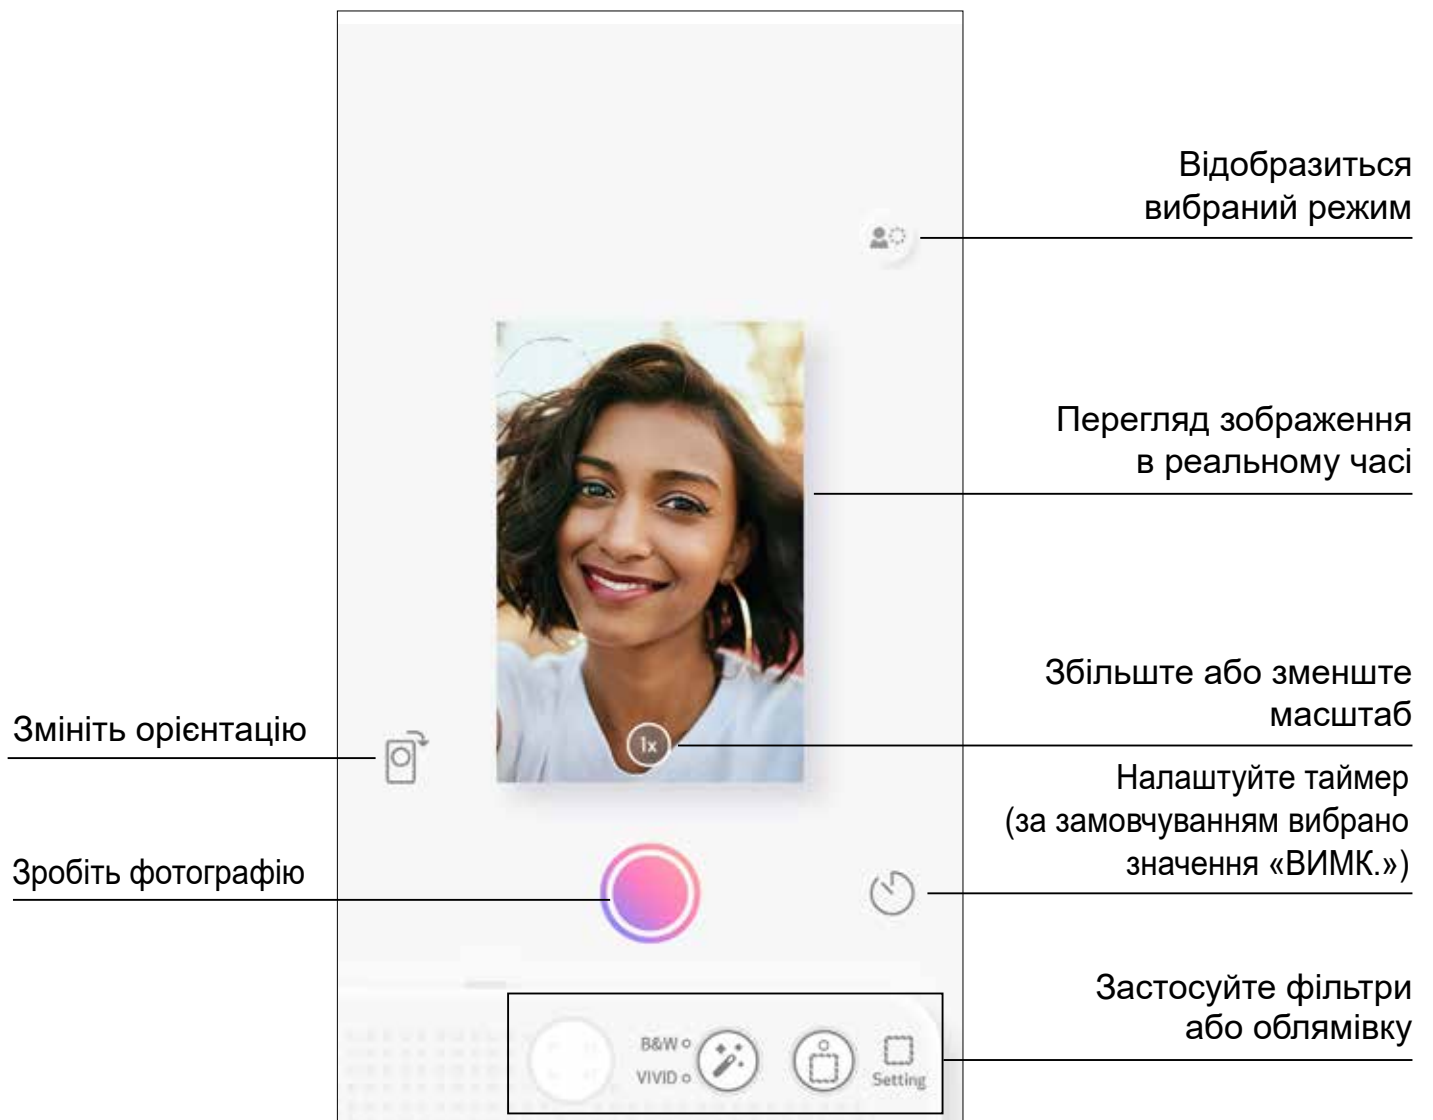 Відобразиться
вибраний режим
Перегляд зображення
в реальному часі
Збільште або зменште
масштаб
Змініть орієнтацію
1x
Налаштуйте таймер
(за замовчуванням вибрано
значення «ВИМК.»)
Зробіть фотографію
Застосуйте фільтри
або облямівку
B&W
VIVID
Setting